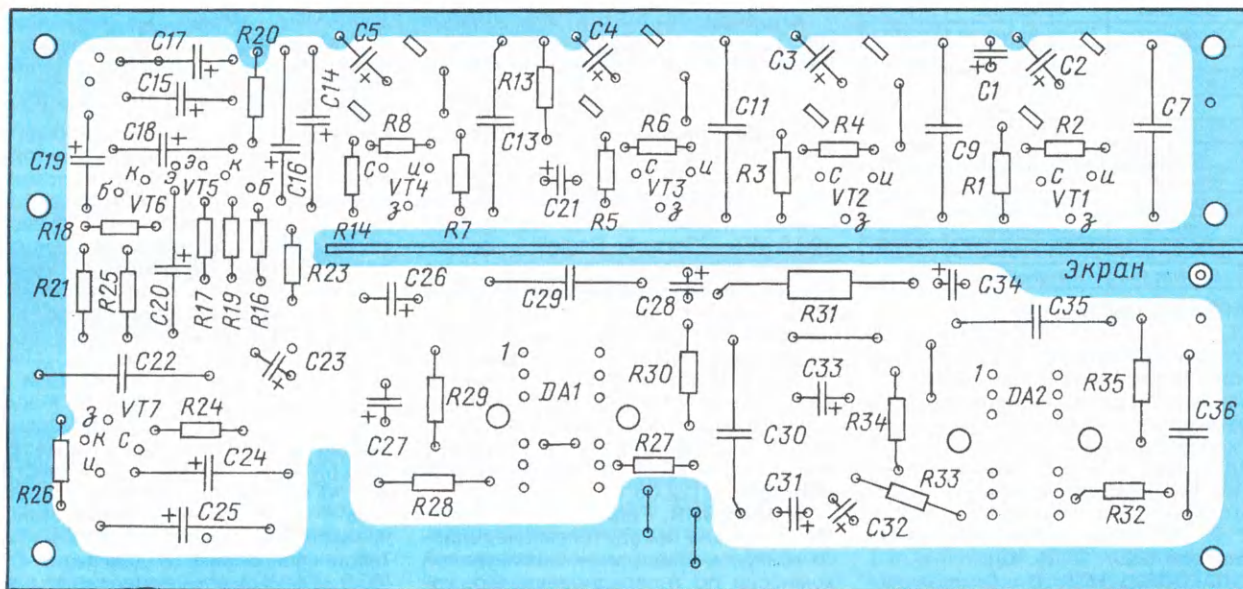 C17 R20 C5 C4 C3 C2
C15 C14 R13 C11 C1 C7
C18 R8 C13 R6 R4 C9 R2
C19 к э э к C16 с и с и R3 с и R1 с и
б VT6 VT5 б VT4 з C21 VT3 з VT2 з VT1 з
R18 R14 R7 R5
R21 R25 C20 R17 R19 R16 R23 C26 C29 C28 R31 C34 Экран
C35
C22 C23 1 DA1 R30 C33 1 DA2 R35
R29 R34 C36
з VT7 R24 C27 R27 C30
к с
и C24 R33
R26 R28 C31 C32 R32
C25